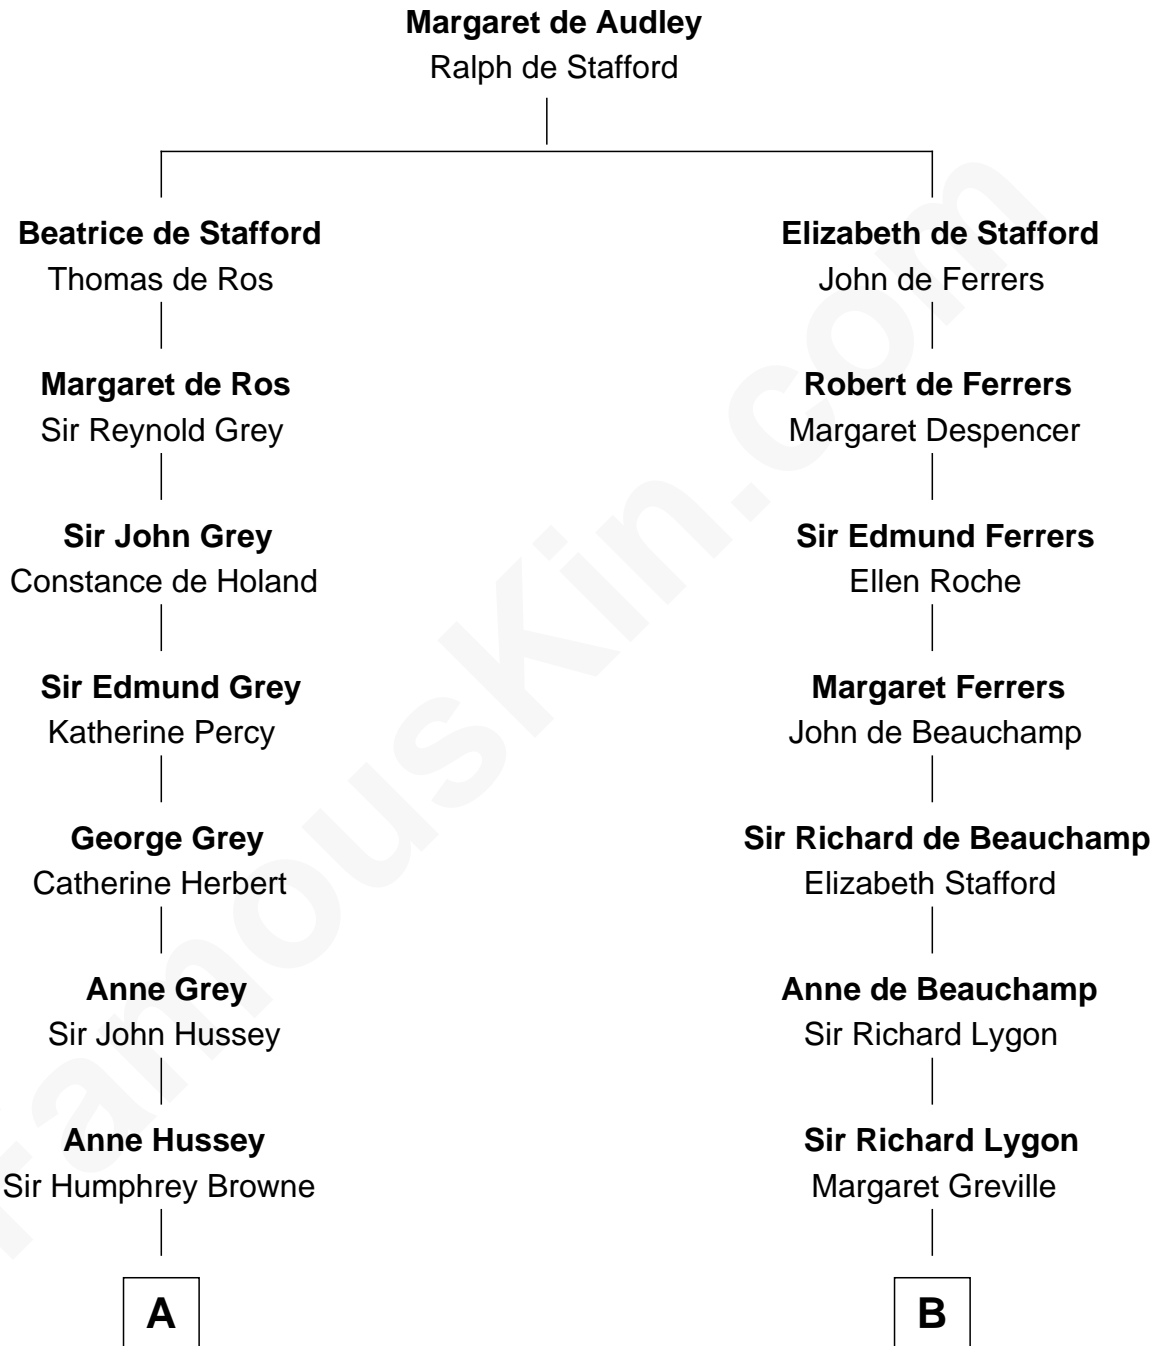 Margaret de Audley
Ralph de Stafford
Beatrice de Stafford
Thomas de Ros
Elizabeth de Stafford
John de Ferrers
Margaret de Ros
Sir Reynold Grey
Robert de Ferrers
Margaret Despencer
Sir John Grey
Constance de Holand
Sir Edmund Ferrers
Ellen Roche
Sir Edmund Grey
Katherine Percy
Margaret Ferrers
John de Beauchamp
George Grey
Catherine Herbert
Sir Richard de Beauchamp
Elizabeth Stafford
Anne Grey
Sir John Hussey
Anne de Beauchamp
Sir Richard Lygon
Anne Hussey
Sir Humphrey Browne
Sir Richard Lygon
Margaret Greville
A
B
FamousKin.com